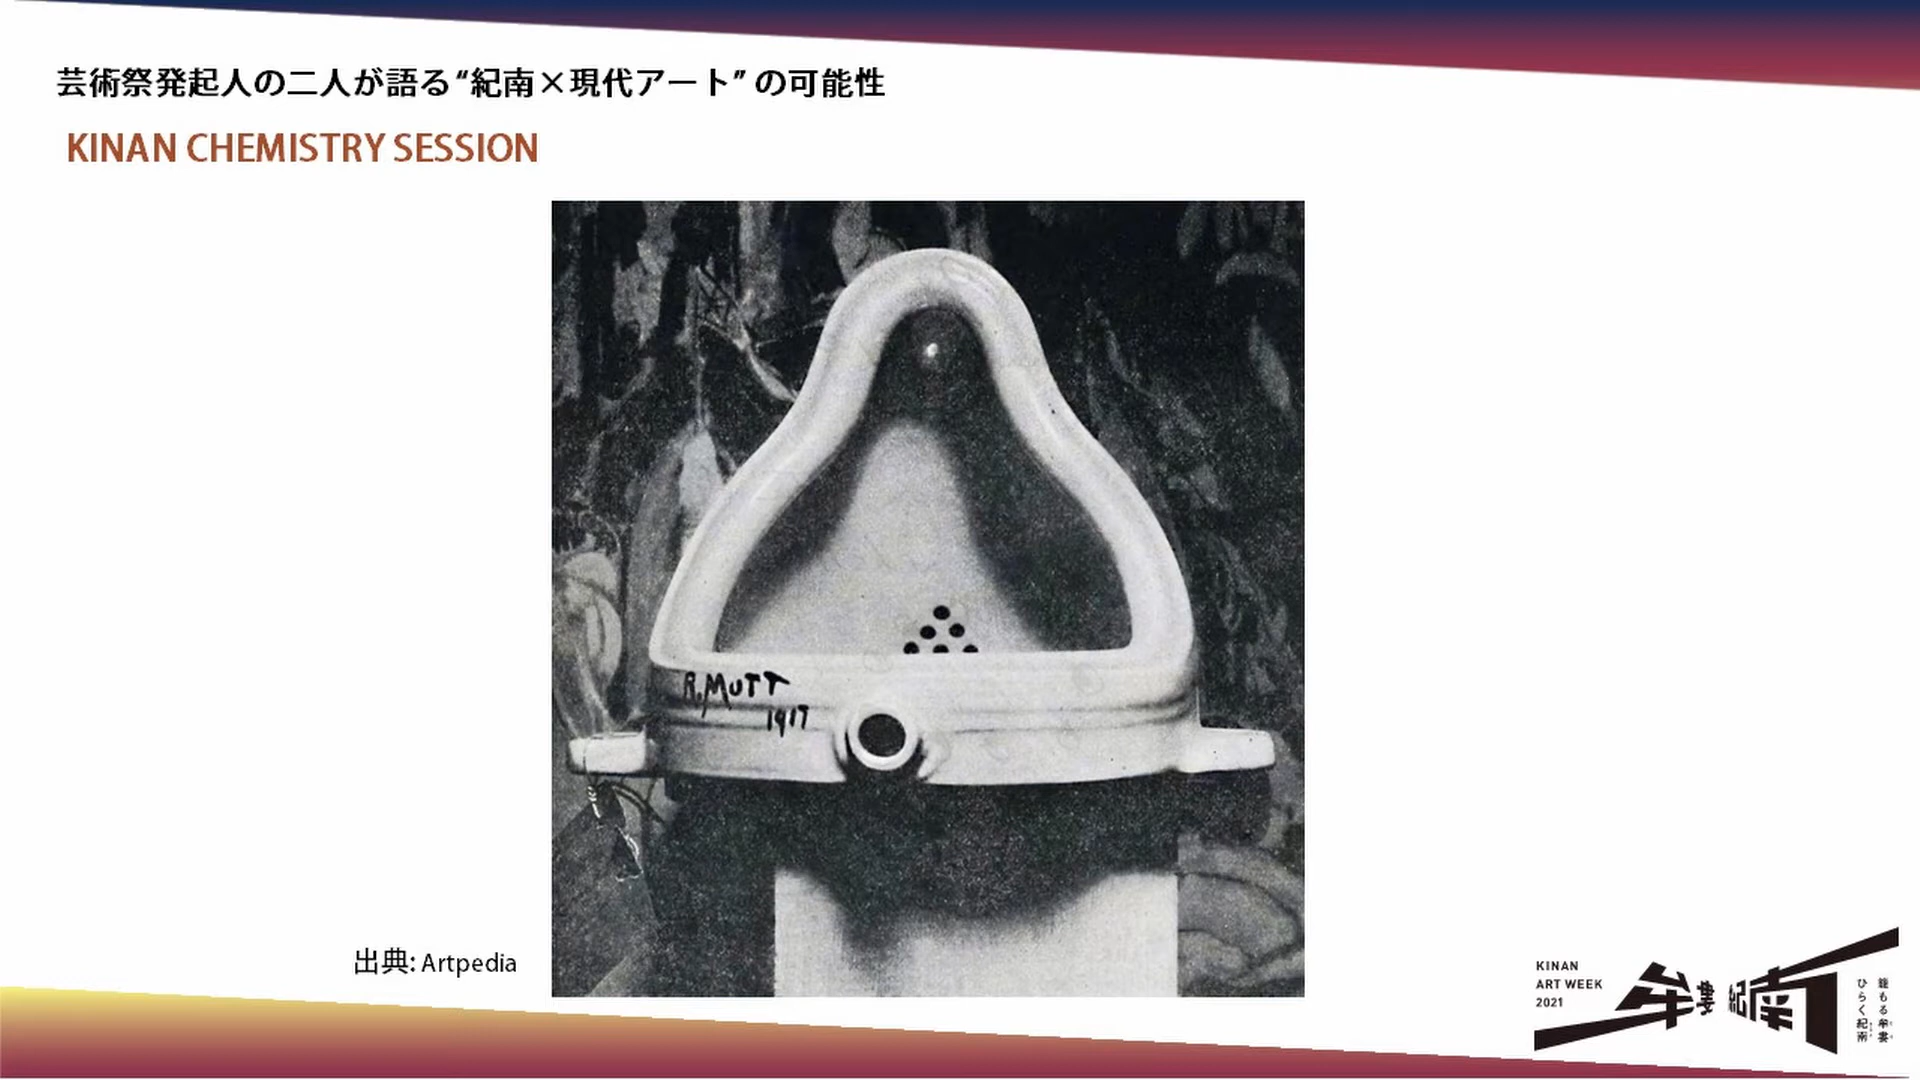 芸術祭発起人の二人が語る“紀南×現代アート”の可能性
KINAN CHEMISTRY SESSION
R.MUTT
1917
出典: Artpedia
KINAN
ART WEEK
2021
牟婁 紀南
籠もる牟婁
ひらく紀南